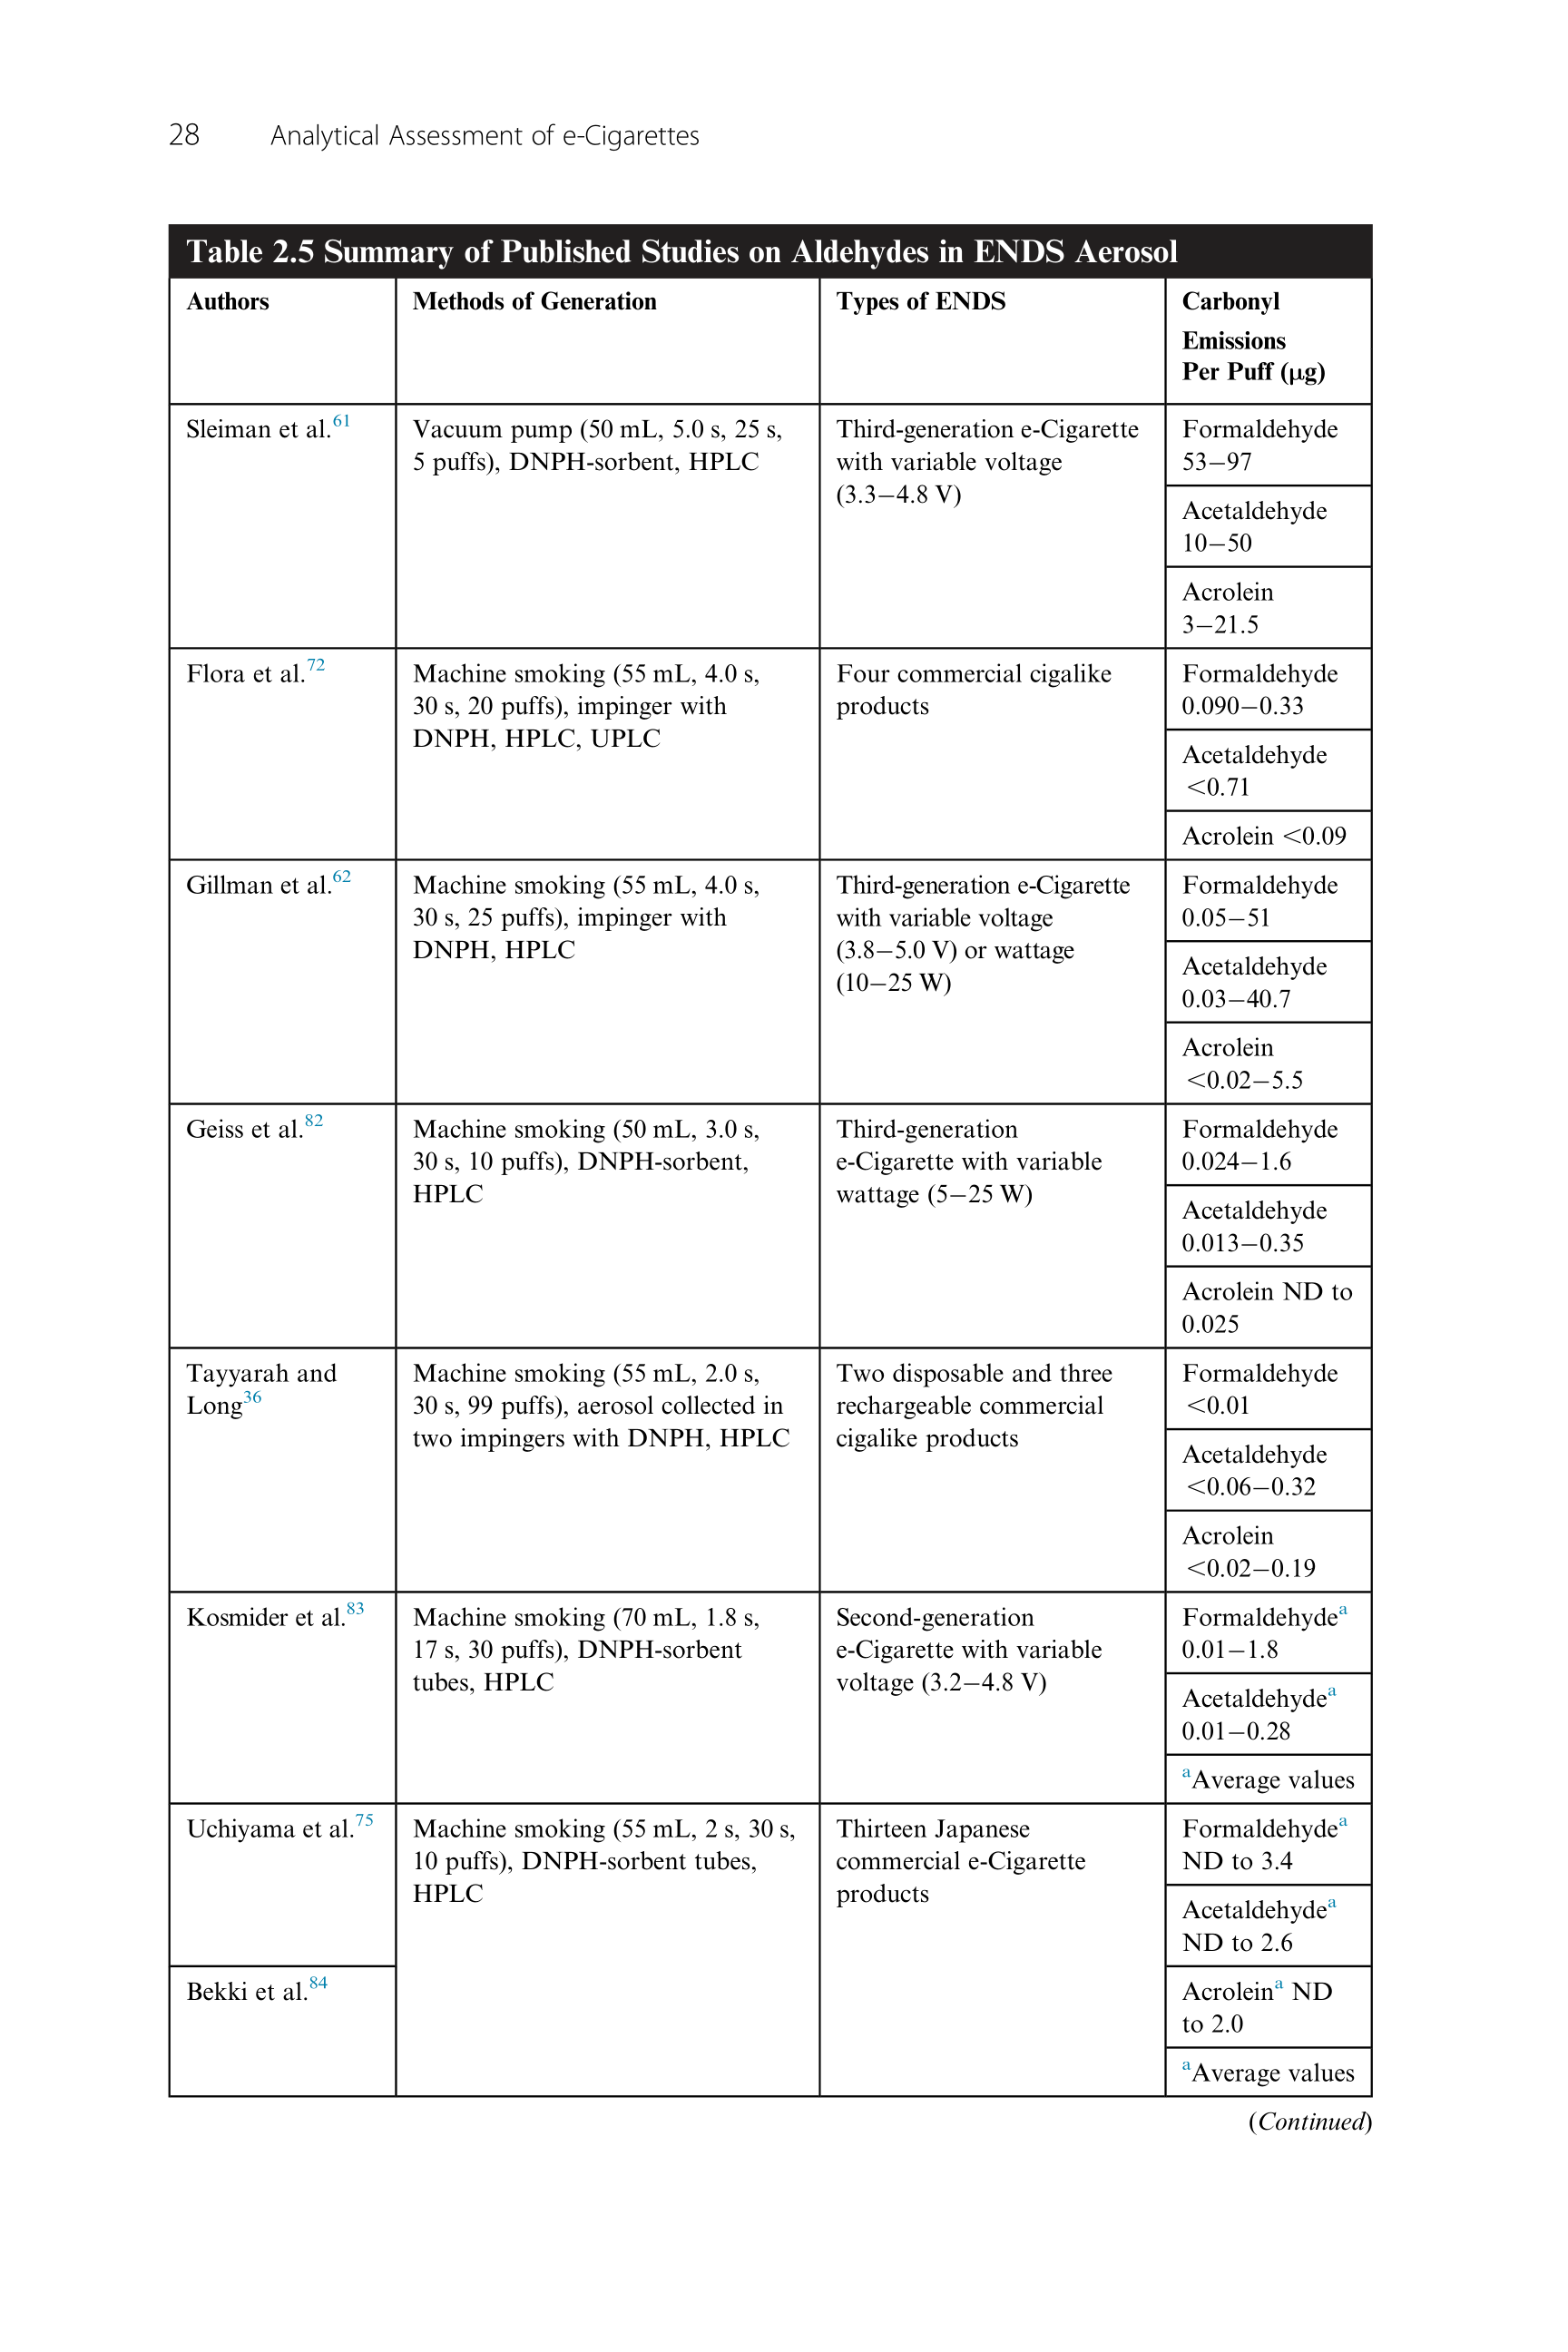 28 Analytical Assessment of e-Cigarettes
Table 2.5 Summary of Published Studies on Aldehydes in ENDS Aerosol
Authors
Methods of Generation
Types of ENDS
Carbonyl
Emissions
Per Puff (μg)
Sleiman et al.61
Vacuum pump (50 mL, 5.0 s, 25 s,
5 puffs), DNPH-sorbent, HPLC
Third-generation e-Cigarette
with variable voltage
(3.3–4.8 V)
Formaldehyde
53–97
Acetaldehyde
10–50
Acrolein
3–21.5
Flora et al.72
Machine smoking (55 mL, 4.0 s,
30 s, 20 puffs), impinger with
DNPH, HPLC, UPLC
Four commercial cigalike
products
Formaldehyde
0.090–0.33
Acetaldehyde
<0.71
Acrolein <0.09
Gillman et al.62
Machine smoking (55 mL, 4.0 s,
30 s, 25 puffs), impinger with
DNPH, HPLC
Third-generation e-Cigarette
with variable voltage
(3.8–5.0 V) or wattage
(10–25 W)
Formaldehyde
0.05–51
Acetaldehyde
0.03–40.7
Acrolein
<0.02–5.5
Geiss et al.82
Machine smoking (50 mL, 3.0 s,
30 s, 10 puffs), DNPH-sorbent,
HPLC
Third-generation
e-Cigarette with variable
wattage (5–25 W)
Formaldehyde
0.024–1.6
Acetaldehyde
0.013–0.35
Acrolein ND to
0.025
Tayyarah and
Long36
Machine smoking (55 mL, 2.0 s,
30 s, 99 puffs), aerosol collected in
two impingers with DNPH, HPLC
Two disposable and three
rechargeable commercial
cigalike products
Formaldehyde
<0.01
Acetaldehyde
<0.06–0.32
Acrolein
<0.02–0.19
Kosmider et al.83
Machine smoking (70 mL, 1.8 s,
17 s, 30 puffs), DNPH-sorbent
tubes, HPLC
Second-generation
e-Cigarette with variable
voltage (3.2–4.8 V)
Formaldehydea
0.01–1.8
Acetaldehydea
0.01–0.28
aAverage values
Uchiyama et al.75
Machine smoking (55 mL, 2 s, 30 s,
10 puffs), DNPH-sorbent tubes,
HPLC
Thirteen Japanese
commercial e-Cigarette
products
Formaldehydea
ND to 3.4
Acetaldehydea
ND to 2.6
Bekki et al.84
Acroleina ND
to 2.0
aAverage values
(Continued)